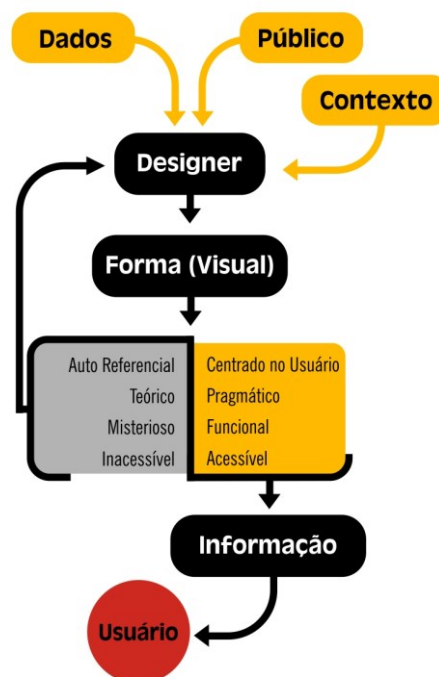 Dados
Público
Contexto
Designer
Forma (Visual)
Auto Referencial
Teórico
Misterioso
Inacessível
Centrado no Usuário
Pragmático
Funcional
Acessível
Informação
Usuário